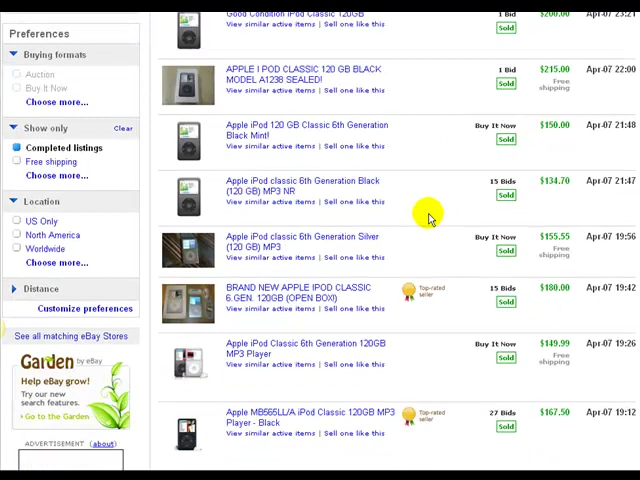 Preferences
Buying formats
Auction
Buy It Now
Choose more...
Show only
Clear
Completed listings
Free shipping
Choose more...
Location
US Only
North America
Worldwide
Choose more...
Distance
Customize preferences
See all matching eBay Stores
Garden by eBay
Help eBay grow!
Try our new
search features.
Go to the Garden
ADVERTISEMENT (about)
Good Condition iPod Classic 120GB
View similar active items | Sell one like this
1 Bid
Sold
$200.00
Apr-07 23:21
APPLE I POD CLASSIC 120 GB BLACK
MODEL A1238 SEALED!
View similar active items | Sell one like this
1 Bid
Sold
$215.00
Free
shipping
Apr-07 22:00
Apple iPod 120 GB Classic 6th Generation
Black Mint!
View similar active items | Sell one like this
Buy It Now
Sold
$150.00
Apr-07 21:48
Apple iPod classic 6th Generation Black
(120 GB) MP3 NR
View similar active items | Sell one like this
15 Bids
Sold
$134.70
Apr-07 21:47
Apple iPod classic 6th Generation Silver
(120 GB) MP3
View similar active items | Sell one like this
Buy It Now
Sold
$155.55
Free
shipping
Apr-07 19:56
BRAND NEW APPLE IPOD CLASSIC
6.GEN. 120GB (OPEN BOX!)
View similar active items | Sell one like this
Top-rated
seller
15 Bids
Sold
$180.00
Apr-07 19:42
Apple iPod Classic 6th Generation 120GB
MP3 Player
View similar active items | Sell one like this
Buy It Now
Sold
$149.99
Free
shipping
Apr-07 19:26
Apple MB565LL/A iPod Classic 120GB MP3
Player - Black
View similar active items | Sell one like this
Top-rated
seller
27 Bids
Sold
$167.50
Apr-07 19:12